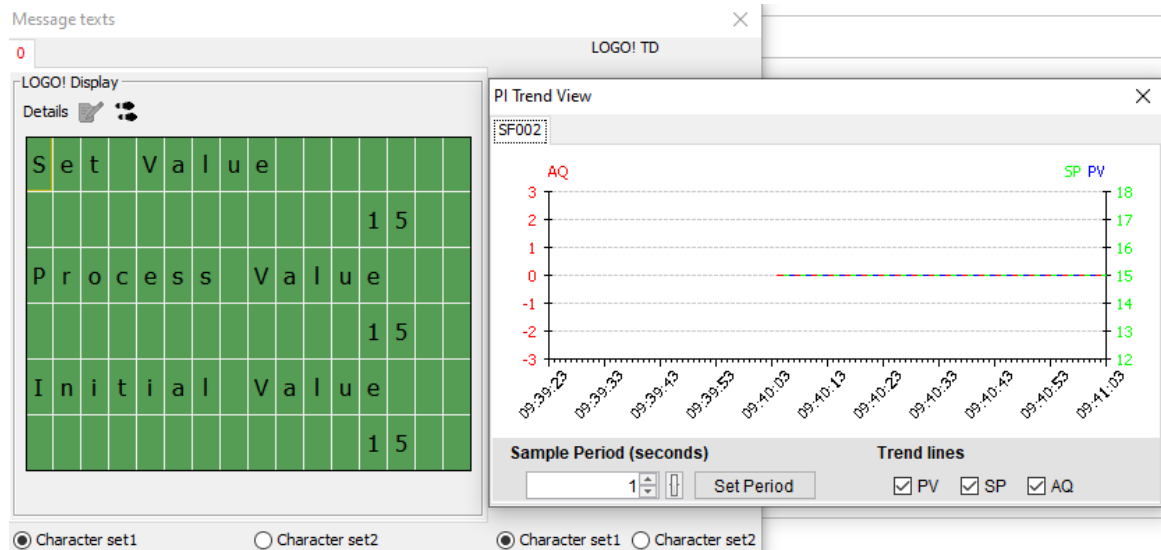 Message texts
0
LOGO! TD
LOGO! Display
Details
Set Value
15
Process Value
15
Initial Value
15
Character set1 Character set2 Character set1 Character set2
PI Trend View
SF002
AQ SP PV
3 18
2 17
1 16
0 15
-1 14
-2 13
-3 12
09:39:23 09:39:33 09:39:43 09:39:53 09:40:03 09:40:13 09:40:23 09:40:33 09:40:43 09:40:53 09:41:03
Sample Period (seconds) Trend lines
1 Set Period PV SP AQ